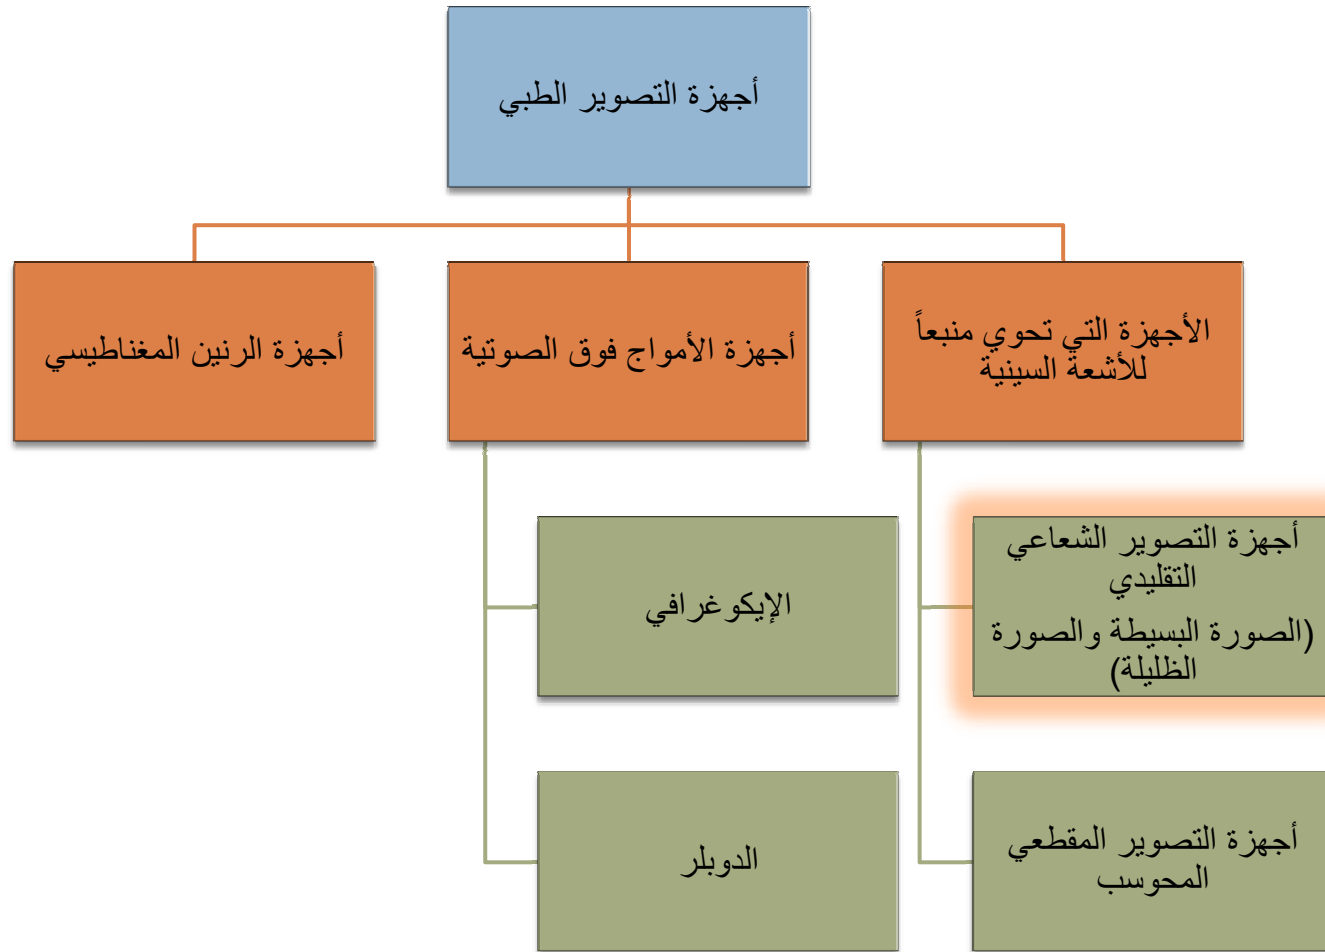 أجهزة التصوير الطبي
الأجهزة التي تحوي منبعاً
للأشعة السينية
أجهزة الأمواج فوق الصوتية
أجهزة الرنين المغناطيسي
أجهزة التصوير الشعاعي
التقليدي
(الصورة البسيطة والصورة
الظليلة)
الإيكوغرافي
أجهزة التصوير المقطعي
المحوسب
الدوبلر